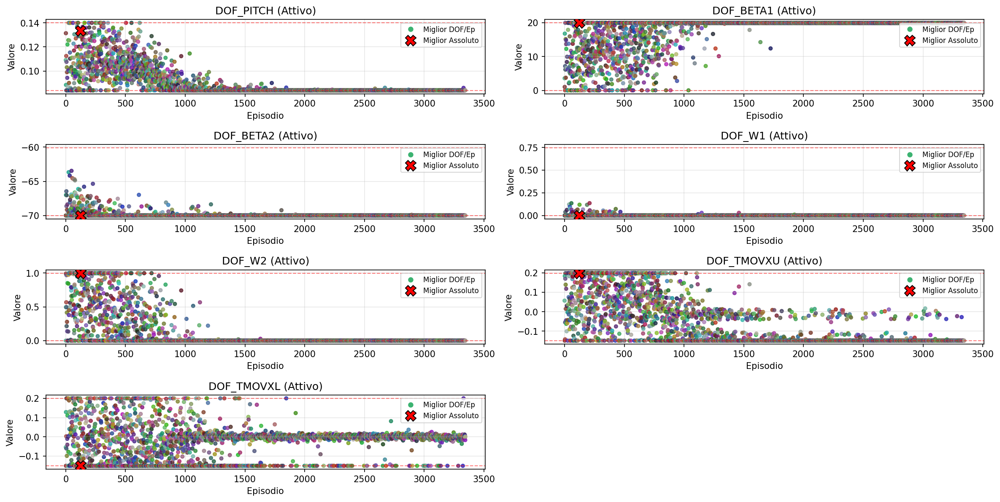 DOF_PITCH (Attivo)
Valore
0.14
0.12
0.10
Miglior DOF/Ep
Miglior Assoluto
0 500 1000 1500 2000 2500 3000 3500
Episodio
DOF_BETA1 (Attivo)
Valore
20
10
0
Miglior DOF/Ep
Miglior Assoluto
0 500 1000 1500 2000 2500 3000 3500
Episodio
DOF_BETA2 (Attivo)
Valore
−60
−65
−70
Miglior DOF/Ep
Miglior Assoluto
0 500 1000 1500 2000 2500 3000 3500
Episodio
DOF_W1 (Attivo)
Valore
0.75
0.50
0.25
0.00
Miglior DOF/Ep
Miglior Assoluto
0 500 1000 1500 2000 2500 3000 3500
Episodio
DOF_W2 (Attivo)
Valore
1.0
0.5
0.0
Miglior DOF/Ep
Miglior Assoluto
0 500 1000 1500 2000 2500 3000 3500
Episodio
DOF_TMOVXU (Attivo)
Valore
0.2
0.1
0.0
−0.1
Miglior DOF/Ep
Miglior Assoluto
0 500 1000 1500 2000 2500 3000 3500
Episodio
DOF_TMOVXL (Attivo)
Valore
0.2
0.1
0.0
−0.1
Miglior DOF/Ep
Miglior Assoluto
0 500 1000 1500 2000 2500 3000 3500
Episodio